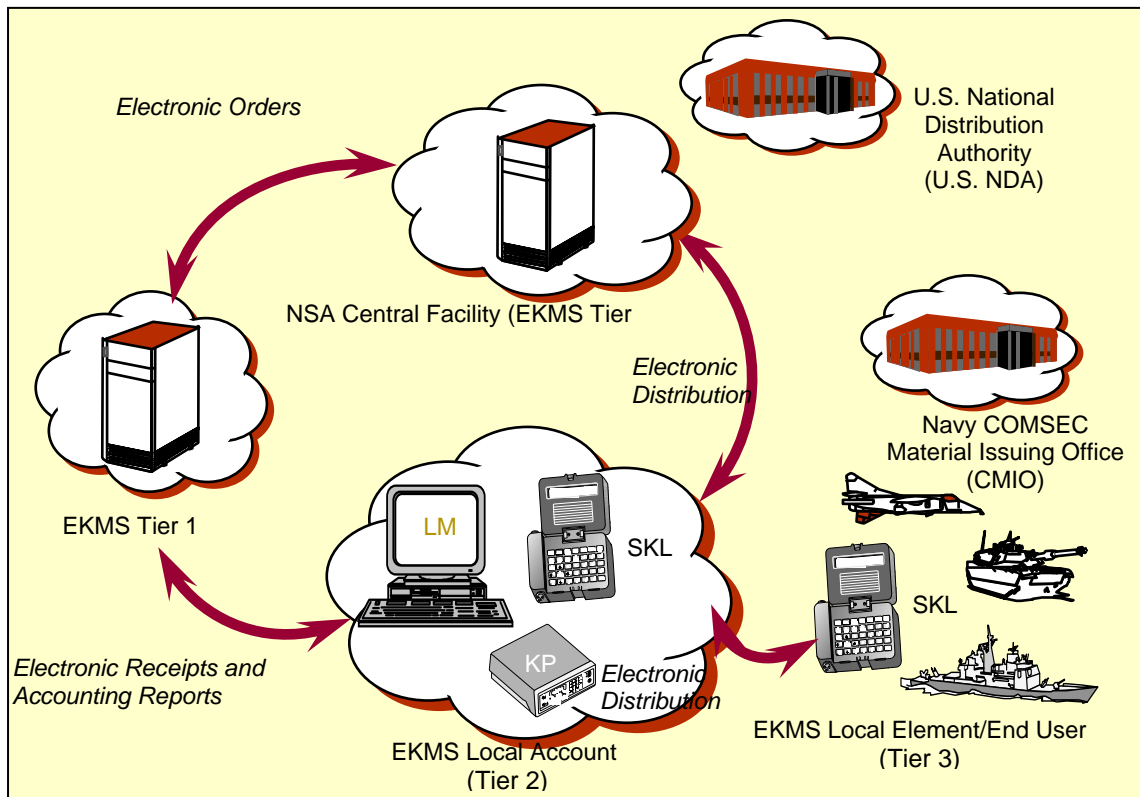 Electronic Orders
U.S. National
Distribution
Authority
(U.S. NDA)
NSA Central Facility (EKMS Tier
Electronic
Distribution
Navy COMSEC
Material Issuing Office
(CMIO)
EKMS Tier 1
LM
SKL
KP
SKL
Electronic Receipts and
Accounting Reports
Electronic
Distribution
EKMS Local Account
(Tier 2)
EKMS Local Element/End User
(Tier 3)